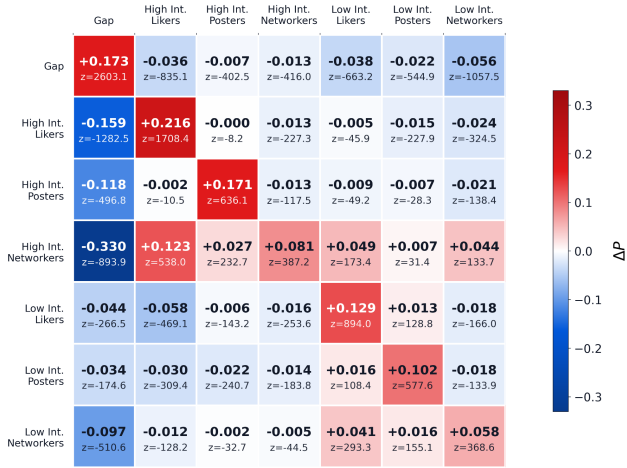 Gap
High Int.
Likers
High Int.
Posters
High Int.
Networkers
Low Int.
Likers
Low Int.
Posters
Low Int.
Networkers
Gap
+0.173
z=2603.1
-0.036
z=-835.1
-0.007
z=-402.5
-0.013
z=-416.0
-0.038
z=-663.2
-0.022
z=-544.9
-0.056
z=-1057.5
High Int.
Likers
-0.159
z=-1282.5
+0.216
z=1708.4
-0.000
z=-8.2
-0.013
z=-227.3
-0.005
z=-45.9
-0.015
z=-227.9
-0.024
z=-324.5
High Int.
Posters
-0.118
z=-496.8
-0.002
z=-10.5
+0.171
z=636.1
-0.013
z=-117.5
-0.009
z=-49.2
-0.007
z=-28.3
-0.021
z=-138.4
High Int.
Networkers
-0.330
z=-893.9
+0.123
z=538.0
+0.027
z=232.7
+0.081
z=387.2
+0.049
z=173.4
+0.007
z=31.4
+0.044
z=133.7
Low Int.
Likers
-0.044
z=-266.5
-0.058
z=-469.1
-0.006
z=-143.2
-0.016
z=-253.6
+0.129
z=894.0
+0.013
z=128.8
-0.018
z=-166.0
Low Int.
Posters
-0.034
z=-174.6
-0.030
z=-309.4
-0.022
z=-240.7
-0.014
z=-183.8
+0.016
z=108.4
+0.102
z=577.6
-0.018
z=-133.9
Low Int.
Networkers
-0.097
z=-510.6
-0.012
z=-128.2
-0.002
z=-32.7
-0.005
z=-44.5
+0.041
z=293.3
+0.016
z=155.1
+0.058
z=368.6
0.3
0.2
0.1
0.0
−0.1
−0.2
−0.3
ΔP